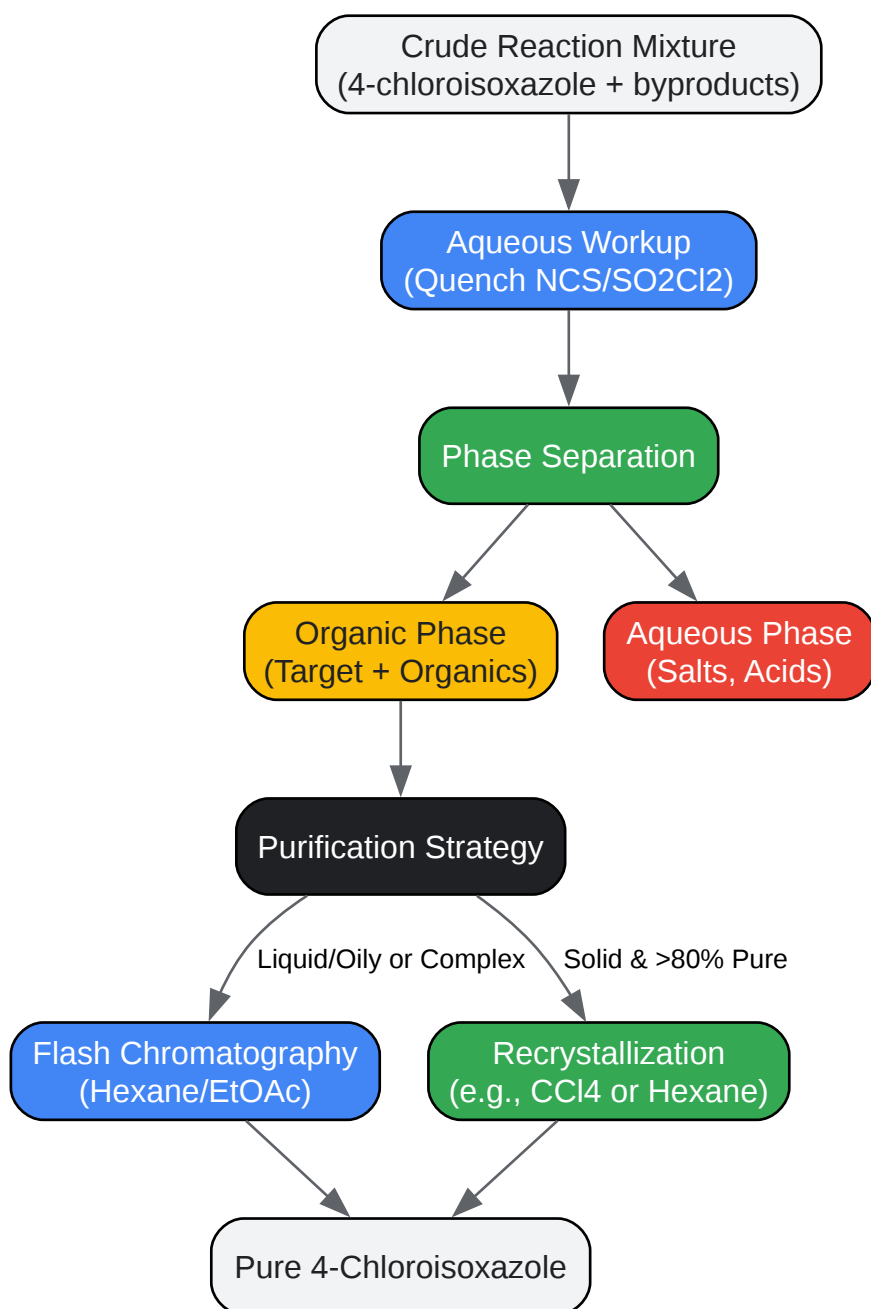 Crude Reaction Mixture
(4-chloroisoxazole + byproducts)
Aqueous Workup
(Quench NCS/SO2Cl2)
Phase Separation
Organic Phase
(Target + Organics)
Aqueous Phase
(Salts, Acids)
Purification Strategy
Liquid/Oily or Complex
Solid & >80% Pure
Flash Chromatography
(Hexane/EtOAc)
Recrystallization
(e.g., CCl4 or Hexane)
Pure 4-Chloroisoxazole